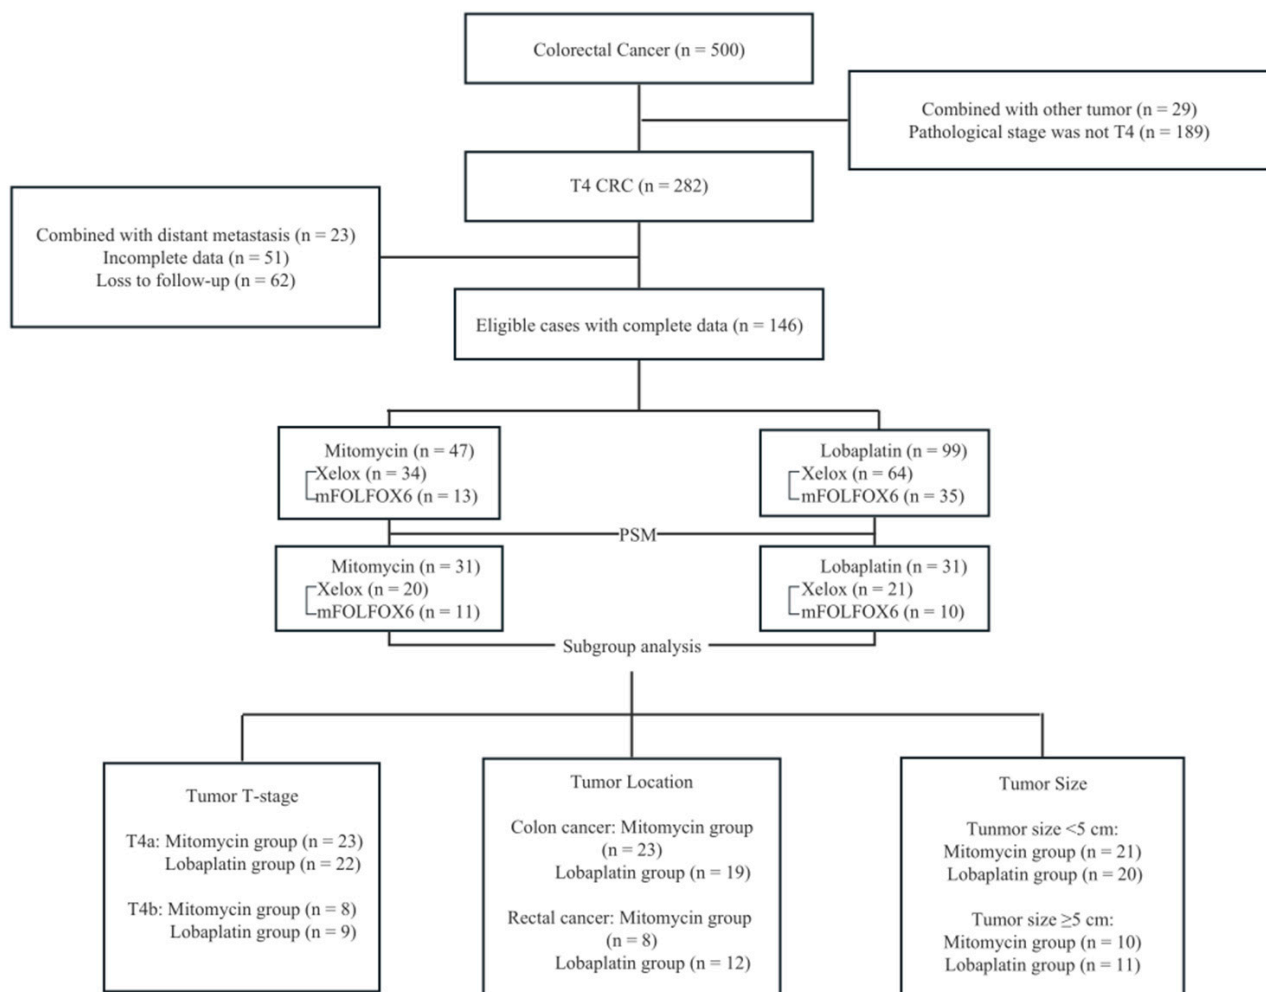 Colorectal Cancer (n = 500)
Combined with other tumor (n = 29)
Pathological stage was not T4 (n = 189)
T4 CRC (n = 282)
Combined with distant metastasis (n = 23)
Incomplete data (n = 51)
Loss to follow-up (n = 62)
Eligible cases with complete data (n = 146)
Mitomycin (n = 47)
Xelox (n = 34)
mFOLFOX6 (n = 13)
Lobaplatin (n = 99)
Xelox (n = 64)
mFOLFOX6 (n = 35)
PSM
Mitomycin (n = 31)
Xelox (n = 20)
mFOLFOX6 (n = 11)
Lobaplatin (n = 31)
Xelox (n = 21)
mFOLFOX6 (n = 10)
Subgroup analysis
Tumor T-stage
T4a: Mitomycin group (n = 23)
Lobaplatin group (n = 22)
T4b: Mitomycin group (n = 8)
Lobaplatin group (n = 9)
Tumor Location
Colon cancer: Mitomycin group
(n = 23)
Lobaplatin group (n = 19)
Rectal cancer: Mitomycin group
(n = 8)
Lobaplatin group (n = 12)
Tumor Size
Tunmor size <5 cm:
Mitomycin group (n = 21)
Lobaplatin group (n = 20)
Tumor size ≥5 cm:
Mitomycin group (n = 10)
Lobaplatin group (n = 11)